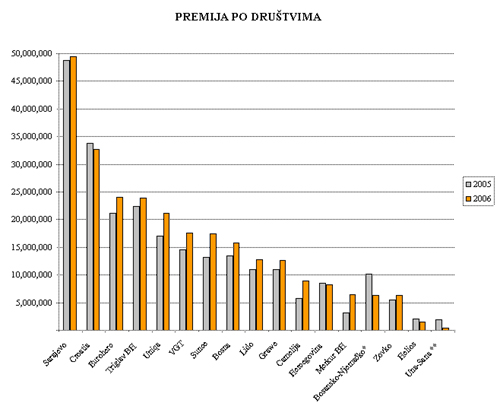 PREMIJA PO DRUŠTVIMA
50,000,000
45,000,000
40,000,000
35,000,000
30,000,000
25,000,000
20,000,000
15,000,000
10,000,000
5,000,000
2005
2006
Sarajevo
Croatia
Euroherc
Triglav BH
Uniqa
VGT
Sunce
Bosna
Lido
Grawe
Camelija
Hercegovina
Merkur BH
Bosansko-Njemačko*
Zovko
Helios
Una-Sana **